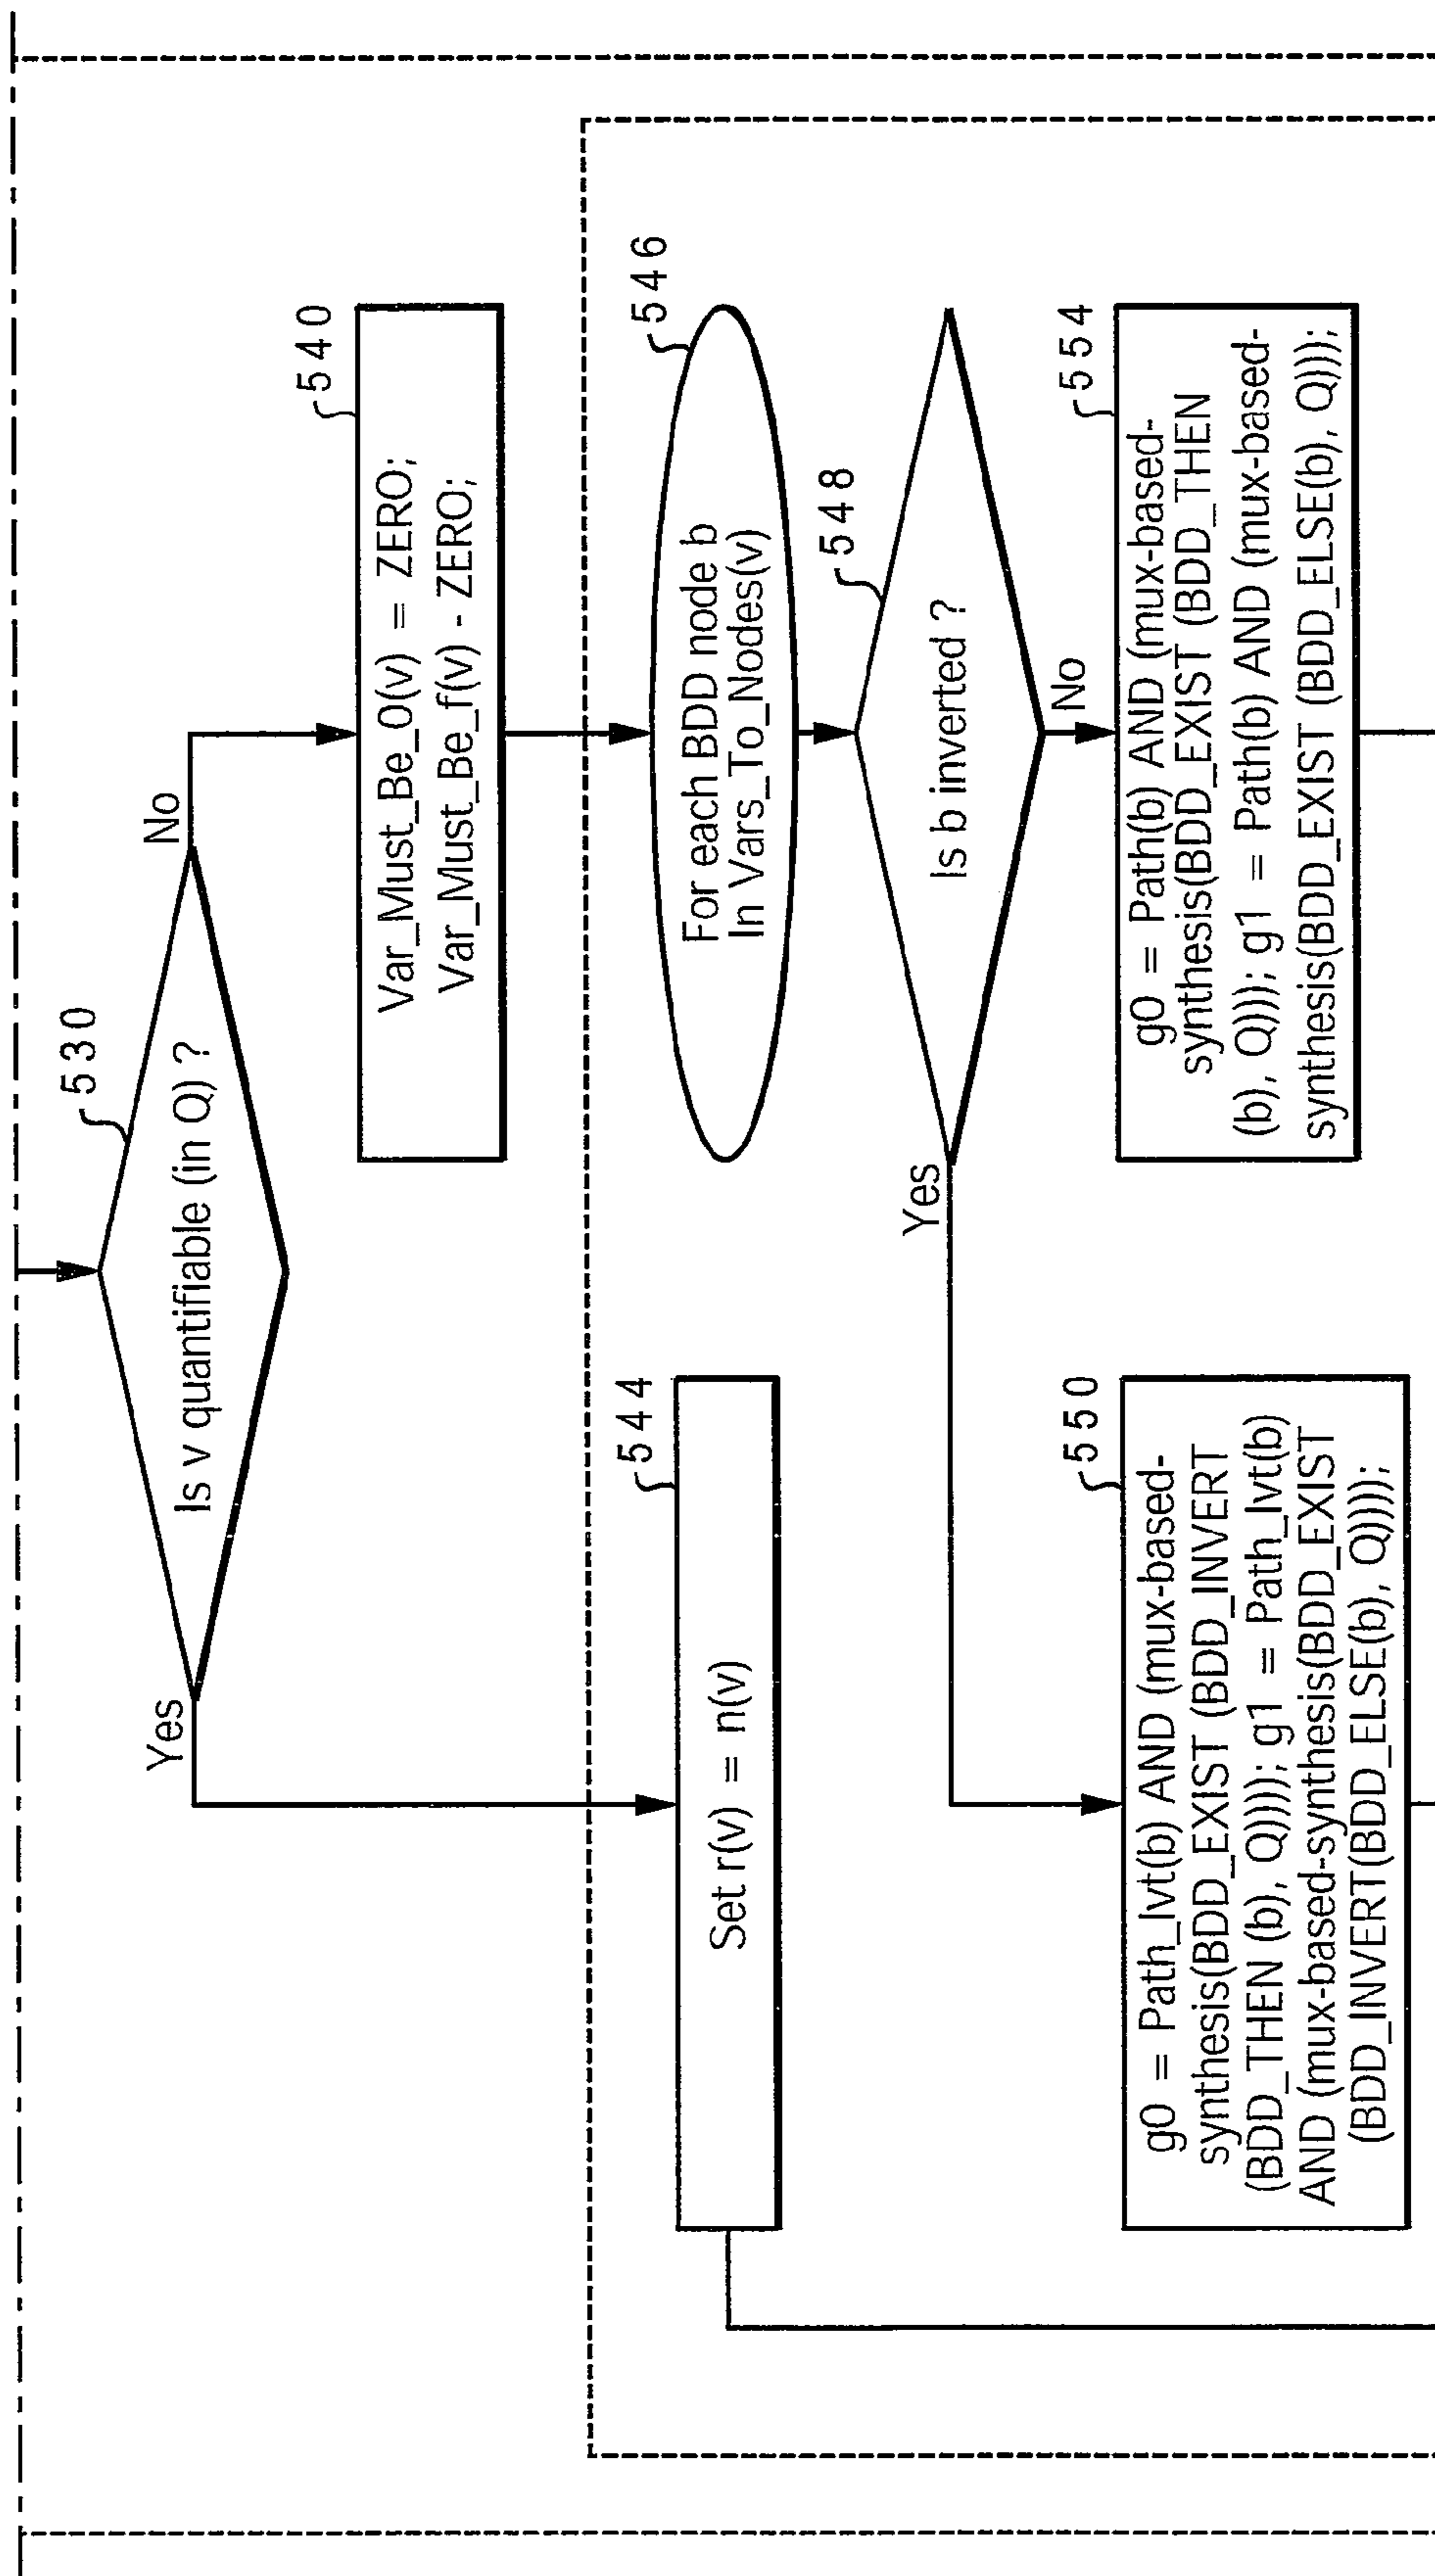 530
Is v quantifiable (in Q) ?
Yes
No
540
Var_Must_Be_0(v) = ZERO;
Var_Must_Be_f(v) - ZERO;
544
Set r(v) = n(v)
546
For each BDD node b
In Vars_To_Nodes(v)
548
Is b inverted ?
Yes
No
550
g0 = Path_Ivt(b) AND (mux-based-
synthesis(BDD_EXIST (BDD_INVERT
(BDD_THEN (b), Q)))); g1 = Path_Ivt(b)
AND (mux-based-synthesis(BDD_EXIST
(BDD_INVERT(BDD_ELSE(b), Q))));
554
g0 = Path(b) AND (mux-based-
synthesis(BDD_EXIST (BDD_THEN
(b), Q))); g1 = Path(b) AND (mux-based-
synthesis(BDD_EXIST (BDD_ELSE(b), Q)));